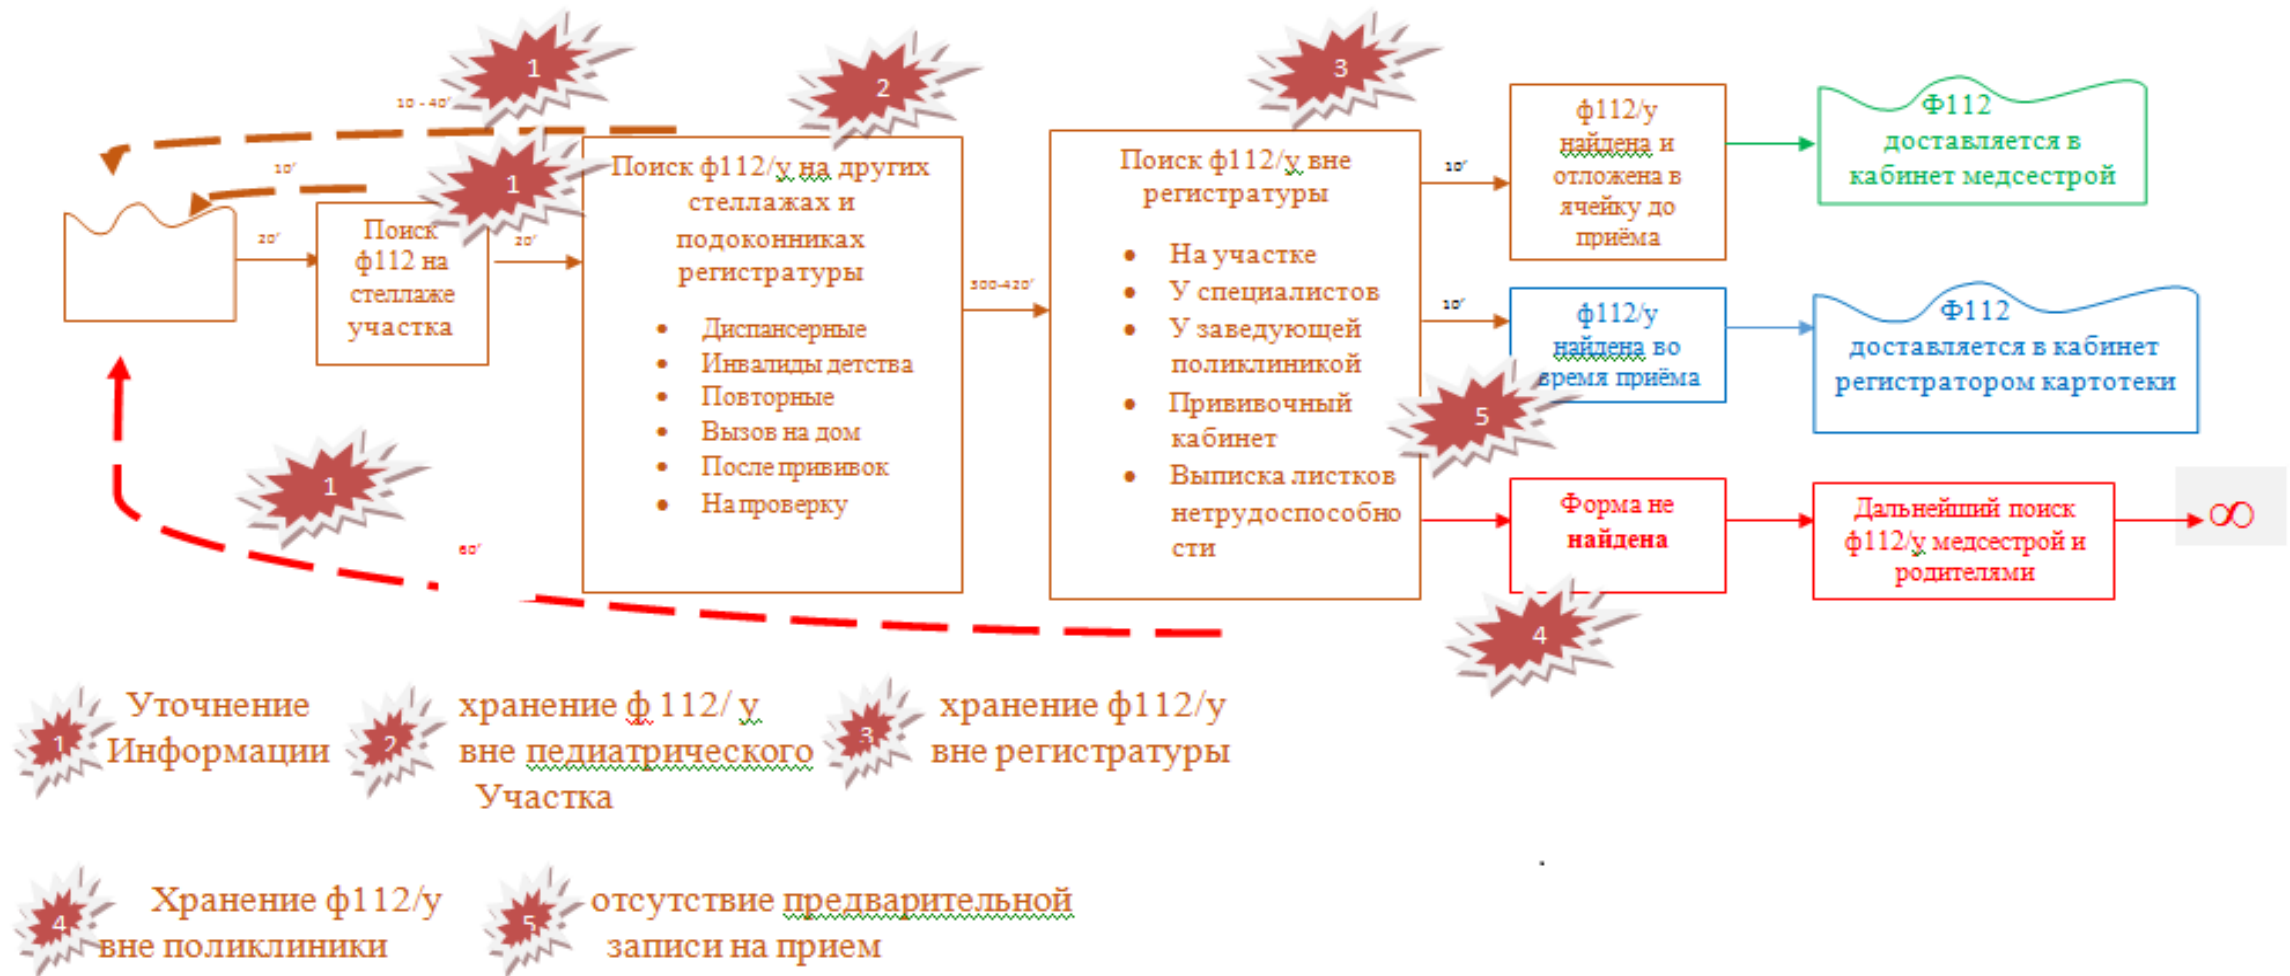 1
2
3
10 - 40′
10′
1
20′
Поиск
ф112 на
стеллаже
участка
20′
Поиск ф112/у на других
стеллажах и
подоконниках
регистратуры
• Диспансерные
• Инвалиды детства
• Повторные
• Вызов на дом
• После прививок
• На проверку
300-420′
Поиск ф112/у вне
регистратуры
• На участке
• У специалистов
• У заведующей
поликлиникой
• Прививочный
кабинет
• Выписка листков
нетрудоспособно
сти
10′
ф112/у
найдена и
отложена в
ячейку до
приёма
Ф112
доставляется в
кабинет медсестрой
10′
ф112/у
найдена во
время приёма
Ф112
доставляется в кабинет
регистратором картотеки
5
1
60′
Форма не
найдена
Дальнейший поиск
ф112/у медсестрой и
родителями
∞
4
1 Уточнение
Информации
2 хранение ф 112/ у
вне педиатрического
Участка
3 хранение ф112/у
вне регистратуры
4 Хранение ф112/у
вне поликлиники
5 отсутствие предварительной
записи на прием